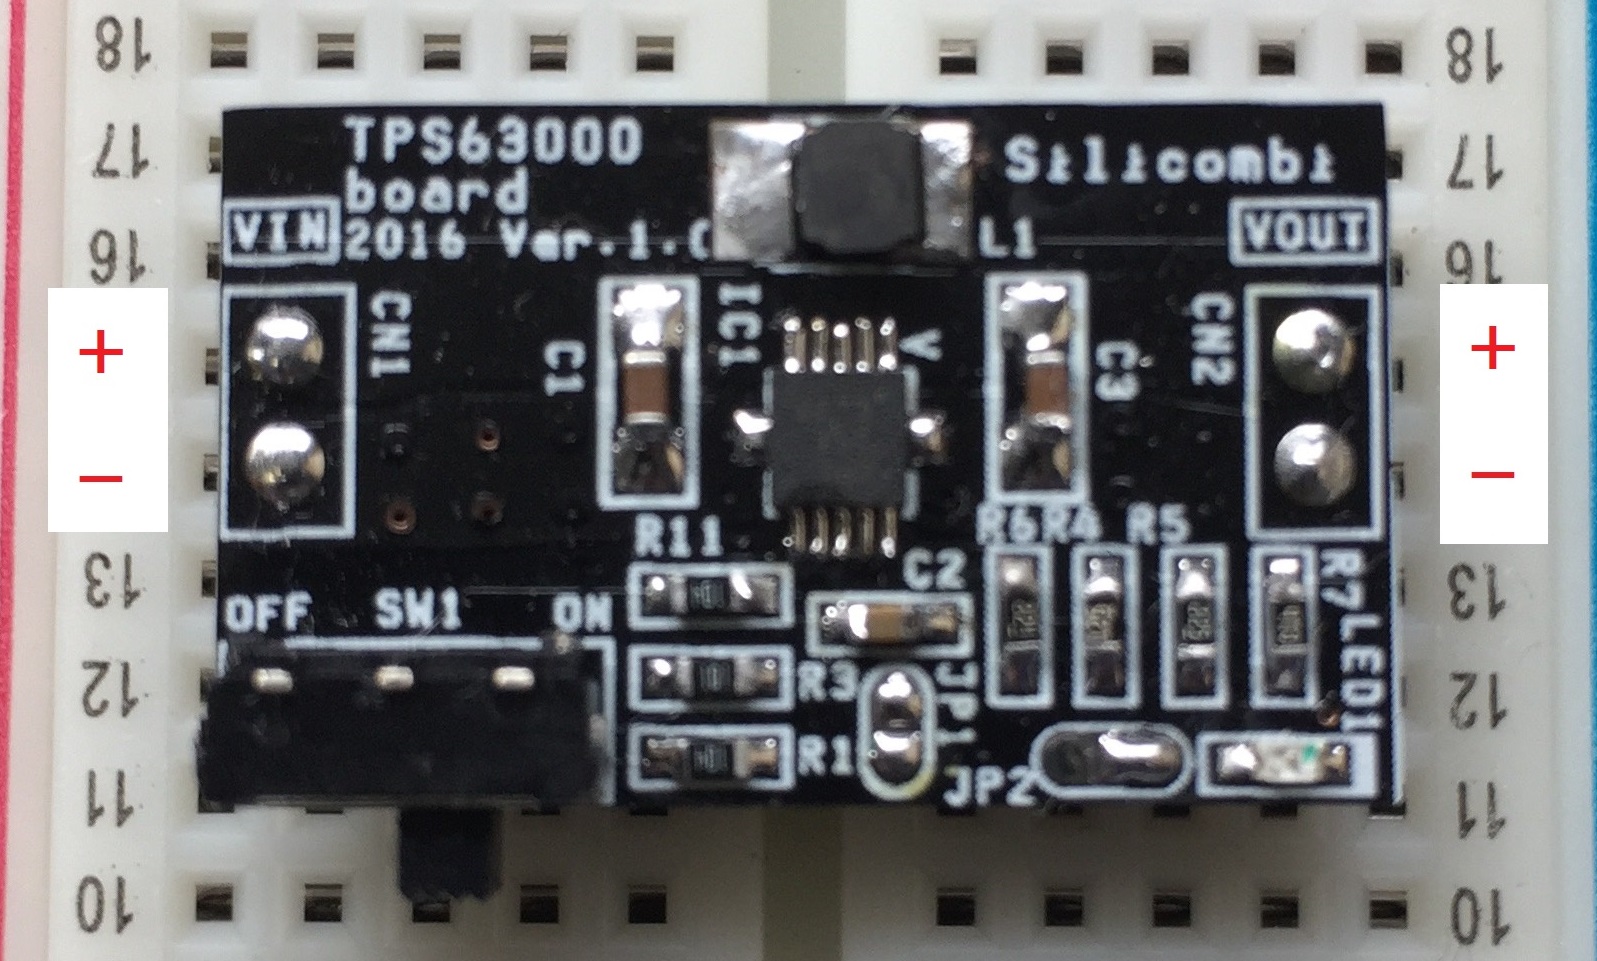 18
18
17
TPS63000
board
2016 Ver.1.0
Silicombi
17
16
VIN
L1
VOUT
16
+
CN1
C1
IC1
C3
CN2
+
−
−
R11
R6
R4
R5
13
OFF
SW1
ON
C2
R7
13
12
R3
JP1
LED1
12
11
R1
JP2
11
10
10